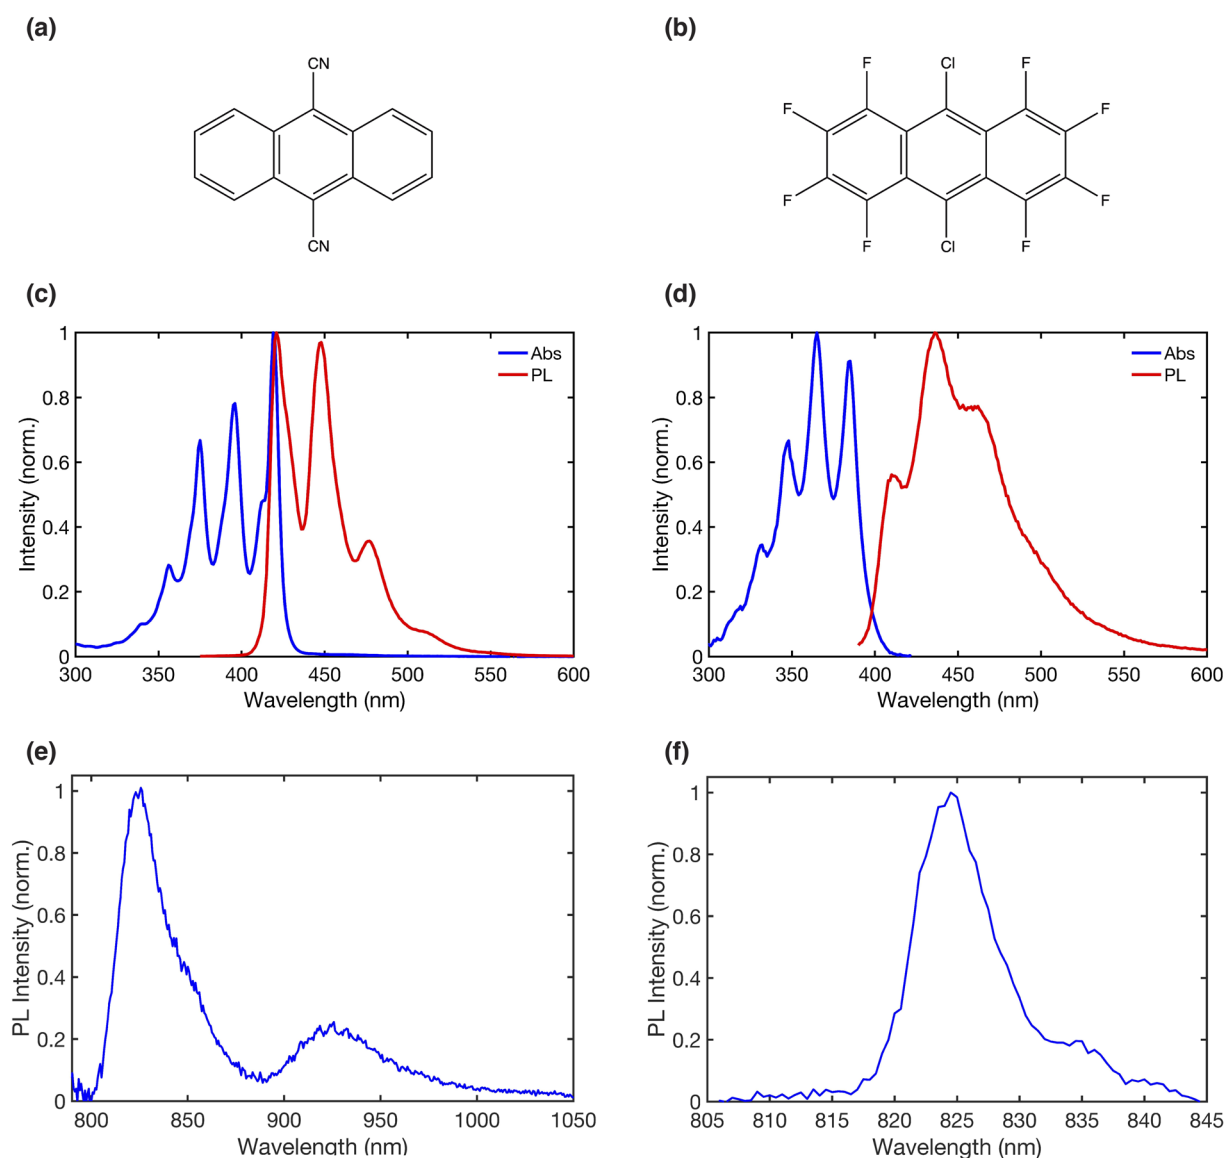 (a)
(b)
CN
CN
F
Cl
F
F
F
F
F
F
Cl
F
(c)
(d)
1
0.8
0.6
0.4
0.2
0
Intensity (norm.)
Abs
PL
300
350
400
450
500
550
600
Wavelength (nm)
1
0.8
0.6
0.4
0.2
0
Intensity (norm.)
Abs
PL
300
350
400
450
500
550
600
Wavelength (nm)
(e)
(f)
1
0.8
0.6
0.4
0.2
0
PL Intensity (norm.)
800
850
900
950
1000
1050
Wavelength (nm)
1
0.8
0.6
0.4
0.2
0
PL Intensity (norm.)
805
810
815
820
825
830
835
840
845
Wavelength (nm)